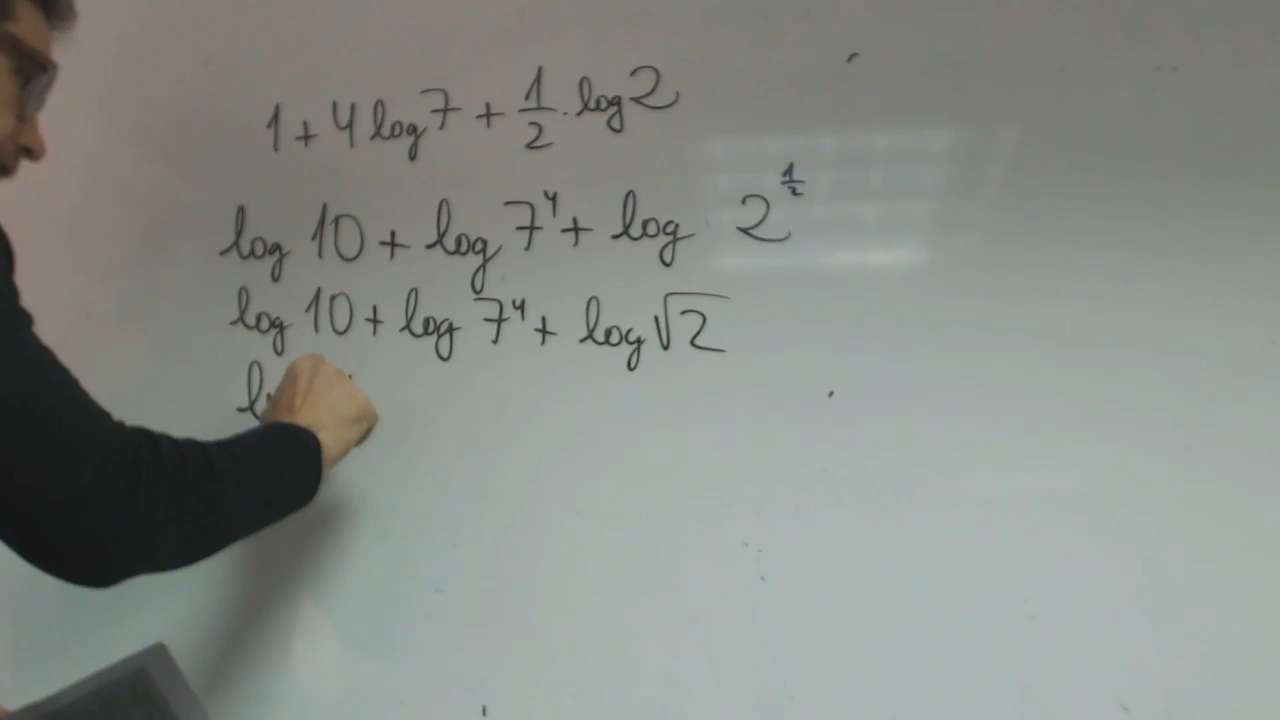 1 + 4 log 7 + 1/2 · log 2
log 10 + log 7⁴ + log 2^(1/2)
log 10 + log 7⁴ + log √2